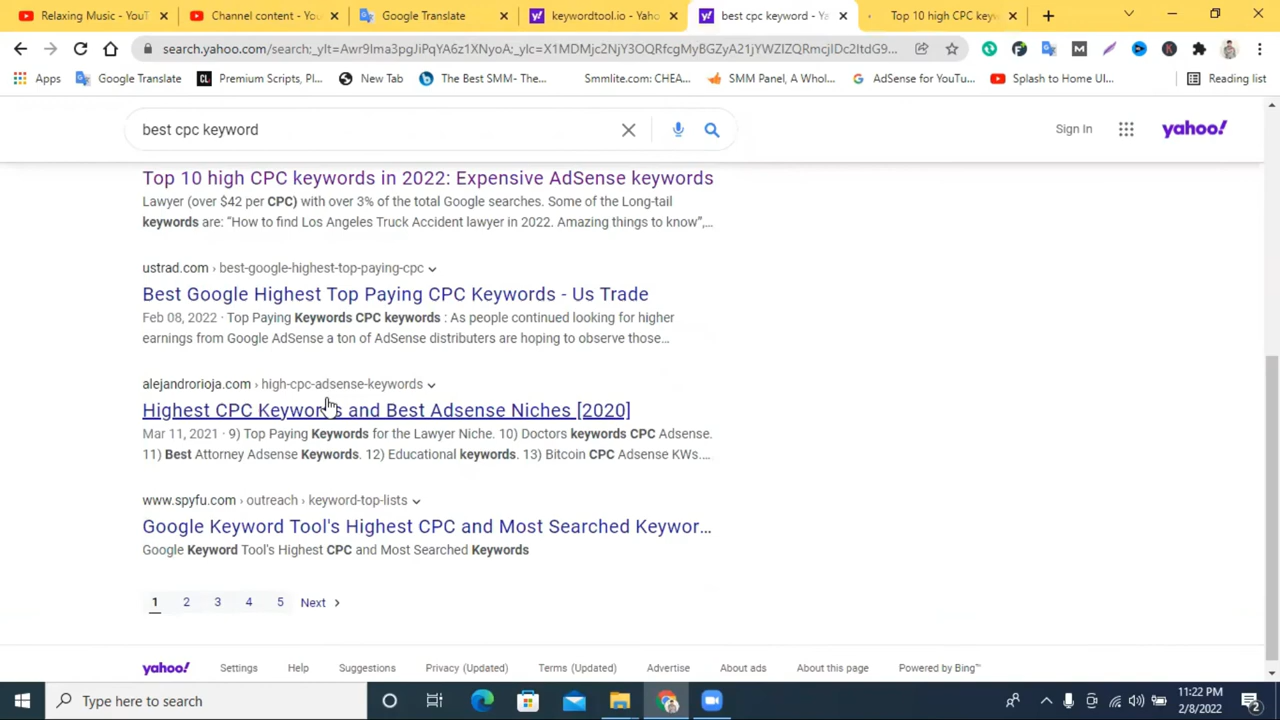 Relaxing Music - YouT
Channel content - YouTu
Google Translate
keywordtool.io - Yahoo
best cpc keyword - Ya
Top 10 high CPC keyw
search.yahoo.com/search;_ylt=Awr9Ima3pgJiPqYA6z1XNyoA;_ylc=X1MDMjc2NjY3OQRfcgMyBGZyA21jYWZlZQRmcjIDc2ItdG9...
Apps
Google Translate
Premium Scripts, Pl...
New Tab
The Best SMM- The...
Smmlite.com: CHEA...
SMM Panel, A Whol...
AdSense for YouTu...
Splash to Home UI...
Reading list
best cpc keyword
Sign In
yahoo!
Top 10 high CPC keywords in 2022: Expensive AdSense keywords
Lawyer (over $42 per CPC) with over 3% of the total Google searches. Some of the Long-tail
keywords are: “How to find Los Angeles Truck Accident lawyer in 2022. Amazing things to know”,...
ustrad.com › best-google-highest-top-paying-cpc
Best Google Highest Top Paying CPC Keywords - Us Trade
Feb 08, 2022 · Top Paying Keywords CPC keywords : As people continued looking for higher
earnings from Google AdSense a ton of AdSense distributers are hoping to observe those...
alejandrorioja.com › high-cpc-adsense-keywords
Highest CPC Keywords and Best Adsense Niches [2020]
Mar 11, 2021 · 9) Top Paying Keywords for the Lawyer Niche. 10) Doctors keywords CPC Adsense.
11) Best Attorney Adsense Keywords. 12) Educational keywords. 13) Bitcoin CPC Adsense KWs....
www.spyfu.com › outreach › keyword-top-lists
Google Keyword Tool's Highest CPC and Most Searched Keywor...
Google Keyword Tool's Highest CPC and Most Searched Keywords
1 2 3 4 5 Next
yahoo!
Settings
Help
Suggestions
Privacy (Updated)
Terms (Updated)
Advertise
About ads
About this page
Powered by Bing™
Type here to search
11:22 PM
2/8/2022
2